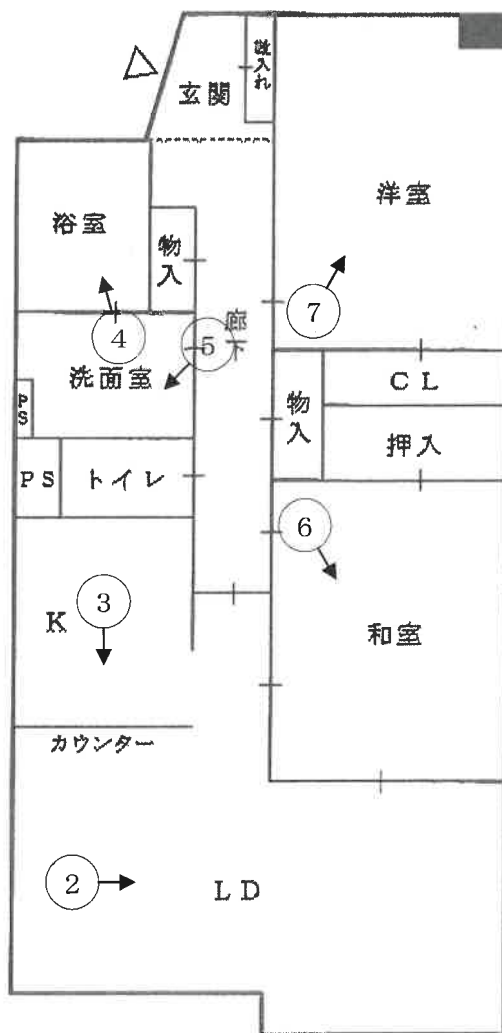 靴入れ
玄関
洋室
浴室
物入
⑦
廊下
④
⑤
洗面室
CL
物入
PS
押入
PS
トイレ
⑥
③
K
和室
カウンター
②
LD